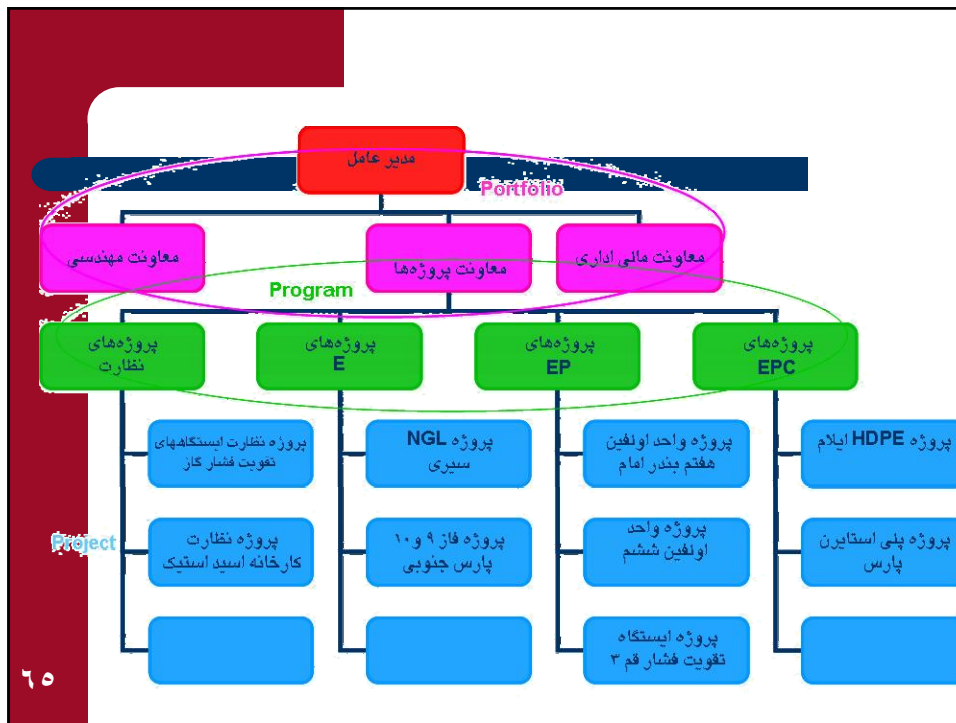 مدیر عامل
Portfolio
معاونت مالی اداری
معاونت پروژه‌ها
معاونت مهندسی
Program
پروژه‌های
EPC
پروژه‌های
EP
پروژه‌های
E
پروژه‌های
نظارت
پروژه HDPE ایلام
پروژه واحد اولفین
هفتم بندر امام
پروژه NGL
سیری
پروژه نظارت ایستگاههای
تقویت فشار گاز
Project
پروژه پلی استایرن
پارس
پروژه واحد
اولفین ششم
پروژه فاز ۹ و ۱۰
پارس جنوبی
پروژه نظارت
کارخانه اسید استیک
پروژه ایستگاه
تقویت فشار قم ۳
٦٥